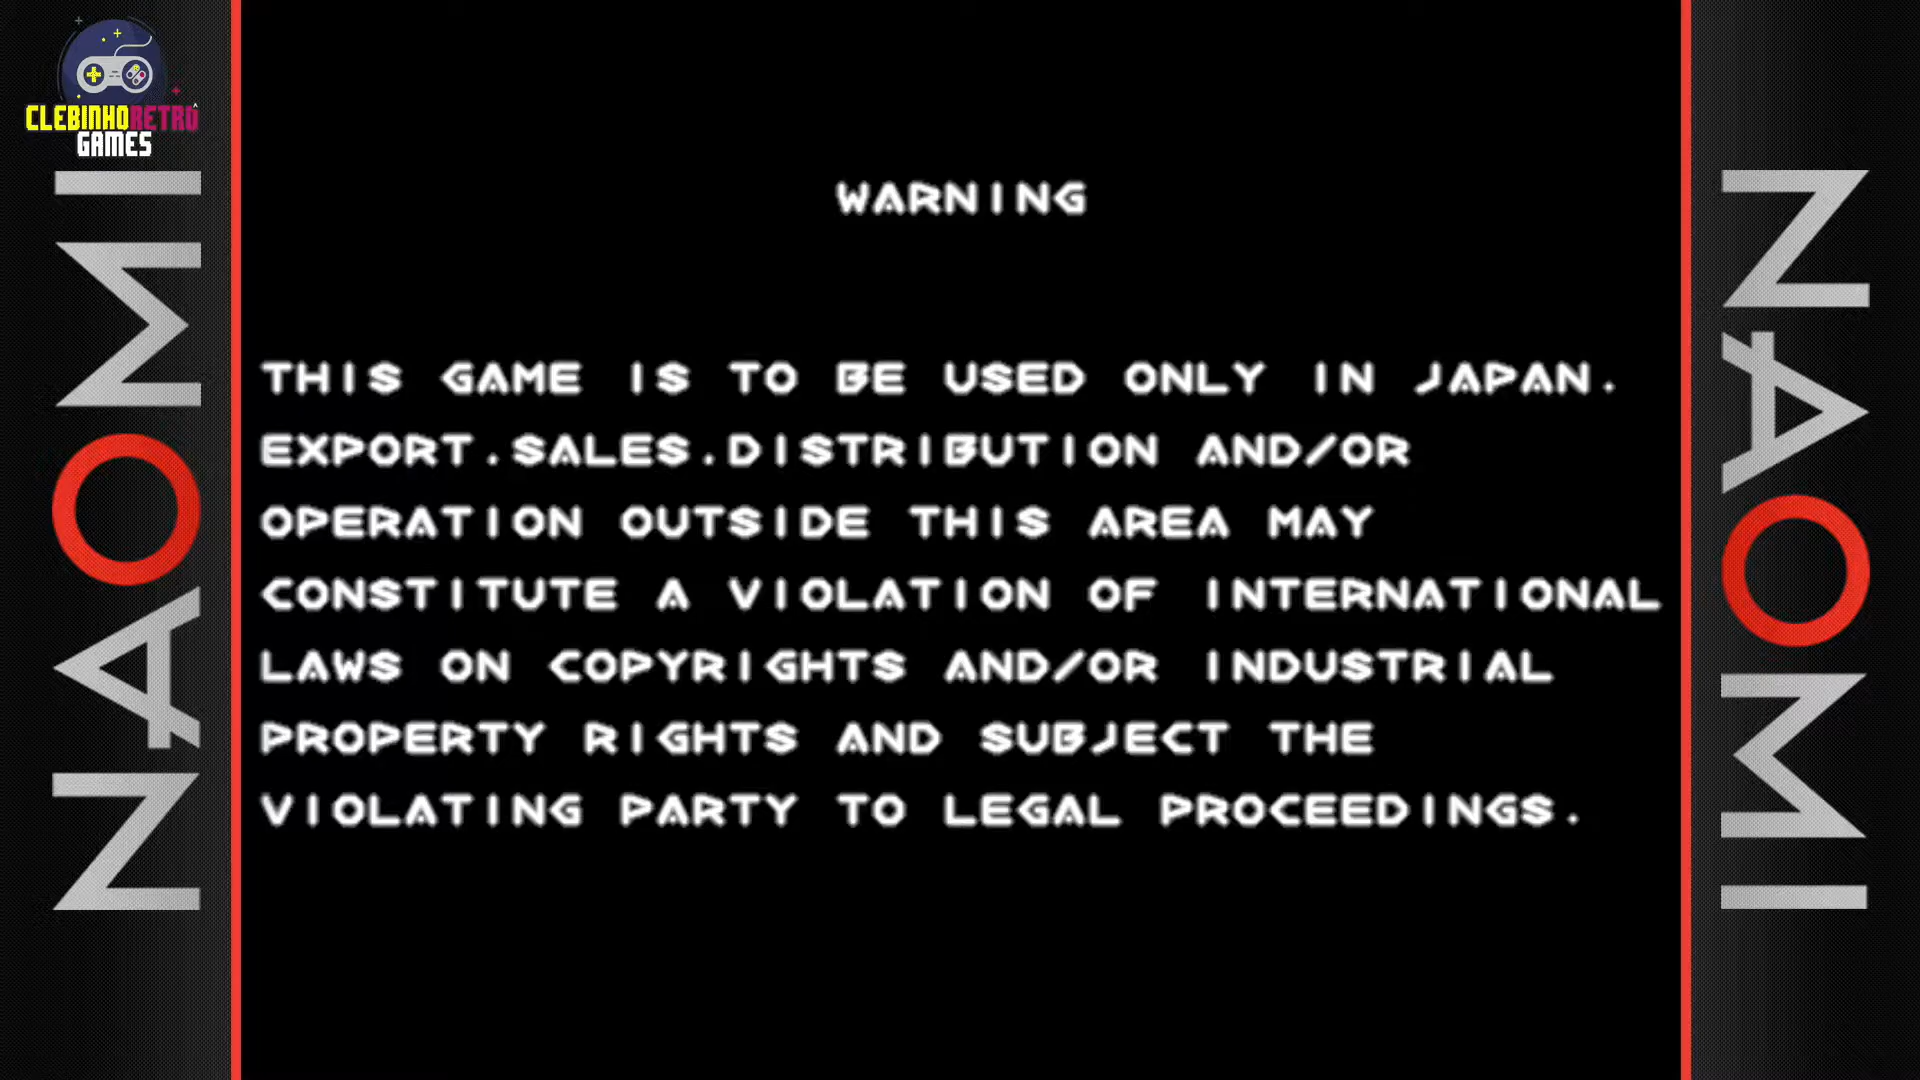 CLEBINHORETRÔ
GAMES
NAOMI
WARNING
THIS GAME IS TO BE USED ONLY IN JAPAN.
EXPORT.SALES.DISTRIBUTION AND/OR
OPERATION OUTSIDE THIS AREA MAY
CONSTITUTE A VIOLATION OF INTERNATIONAL
LAWS ON COPYRIGHTS AND/OR INDUSTRIAL
PROPERTY RIGHTS AND SUBJECT THE
VIOLATING PARTY TO LEGAL PROCEEDINGS.
NAOMI